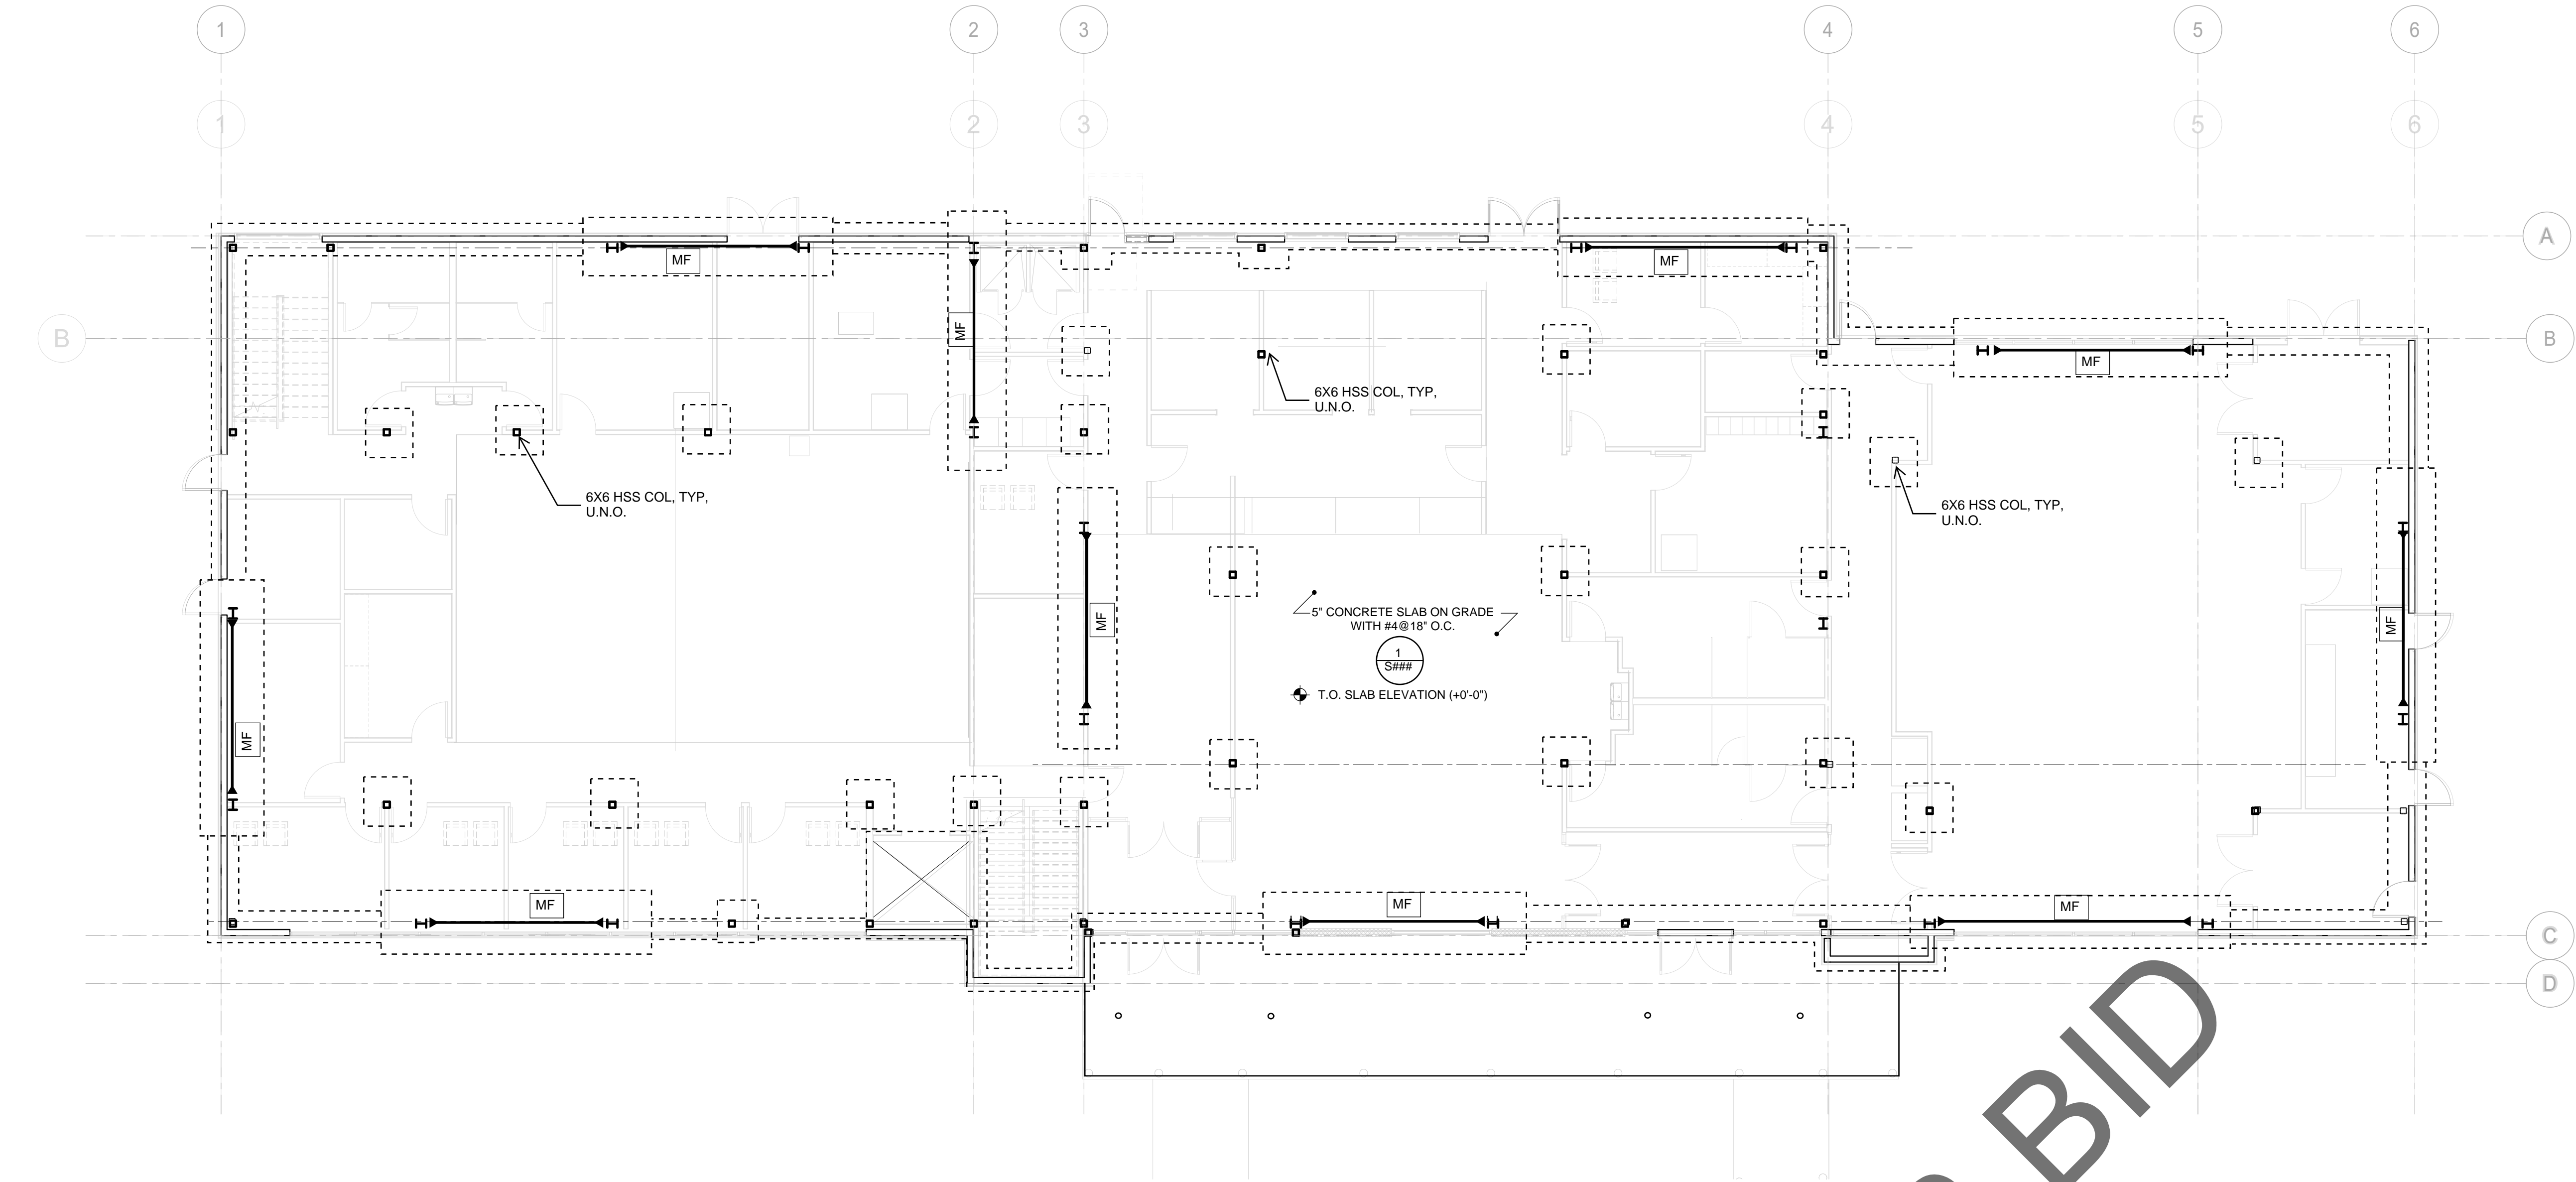 1
2
3
4
5
6
1
2
3
4
5
6
A
MF
MF
B
B
MF
MF
6X6 HSS COL, TYP,
U.N.O.
6X6 HSS COL, TYP,
U.N.O.
6X6 HSS COL, TYP,
U.N.O.
5" CONCRETE SLAB ON GRADE
WITH #4@18" O.C.
MF
MF
1
S###
T.O. SLAB ELEVATION (+0'-0")
MF
MF
MF
MF
C
D
BID